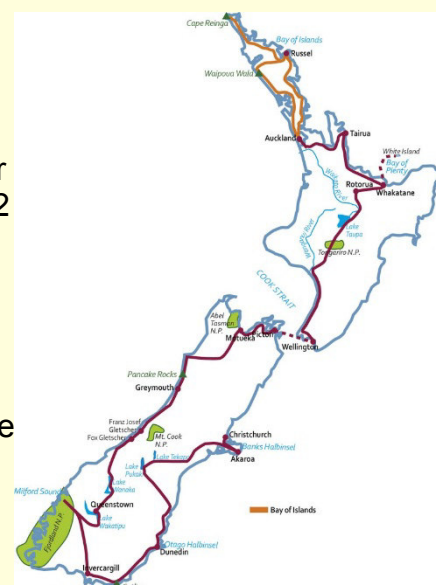 Cape Reinga
Bay of Islands
Russel
Waipoua Wald
r
2
Auckland
Tairua
White Island
Bay of
Plenty
Rotorua
Whakatane
Lake
Taupo
Tongariro N.P.
COOK STRAIT
Abel
Tasman
N.P.
Motueka
Picton
Wellington
Pancake Rocks
Greymouth
e
Franz Josef
Gletscher
Fox Gletscher
Mt. Cook
N.P.
Christchurch
Banks Halbinsel
Akaroa
Lake Tekapo
Lake
Pukaki
Lake
Wanaka
Milford Sound
Queenstown
Lake
Wakatipu
Fjordland N.P.
Bay of Islands
Otago Halbinsel
Dunedin
Invercargill